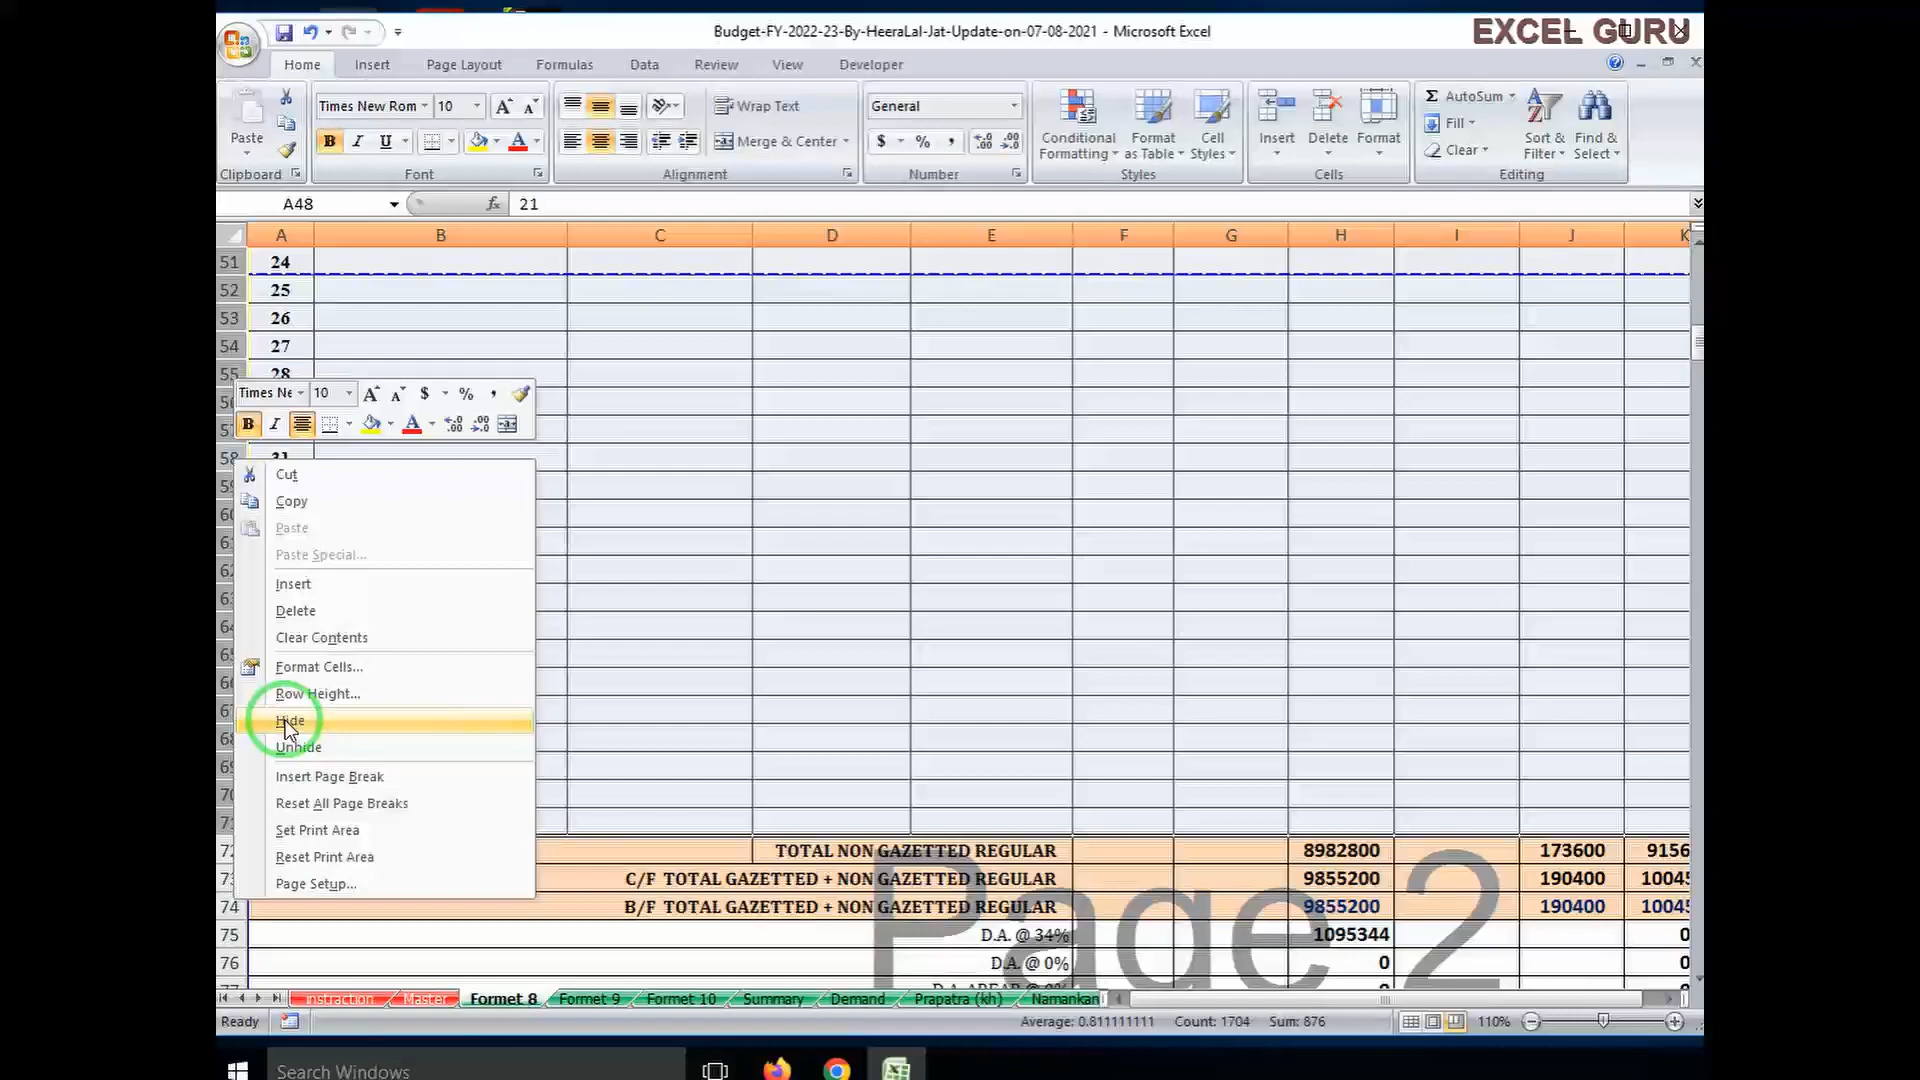 Budget-FY-2022-23-By-HeeraLal-Jat-Update-on-07-08-2021 - Microsoft Excel
EXCEL GURU
Home Insert Page Layout Formulas Data Review View Developer
Times New Rom 10 Wrap Text General AutoSum
Paste Conditional Format Cell Insert Delete Format Fill Sort & Find &
B I U Merge & Center $ % , Formatting as Table Styles Clear Filter Select
Clipboard Font Alignment Number Styles Cells Editing
A48 fx 21
A B C D E F G H I J K
51 24
52 25
53 26
54 27
55 28
Times Ne 10 $ % ,
B I
58 31
Cut
Copy
Paste
Paste Special...
Insert
Delete
Clear Contents
Format Cells...
Row Height...
Hide
Unhide
Insert Page Break
Reset All Page Breaks
Set Print Area
Reset Print Area
Page Setup...
TOTAL NON GAZETTED REGULAR 8982800 173600 9156
C/F TOTAL GAZETTED + NON GAZETTED REGULAR 9855200 190400 10045
74 B/F TOTAL GAZETTED + NON GAZETTED REGULAR 9855200 190400 10045
75 D.A. @ 34% 1095344 0
76 D.A. @ 0% 0 0
Page 2
instraction Master Formet 8 Formet 9 Formet 10 Summary Demand Prapatra (kh) Namankan
Ready Average: 0.811111111 Count: 1704 Sum: 876 110%
Search Windows